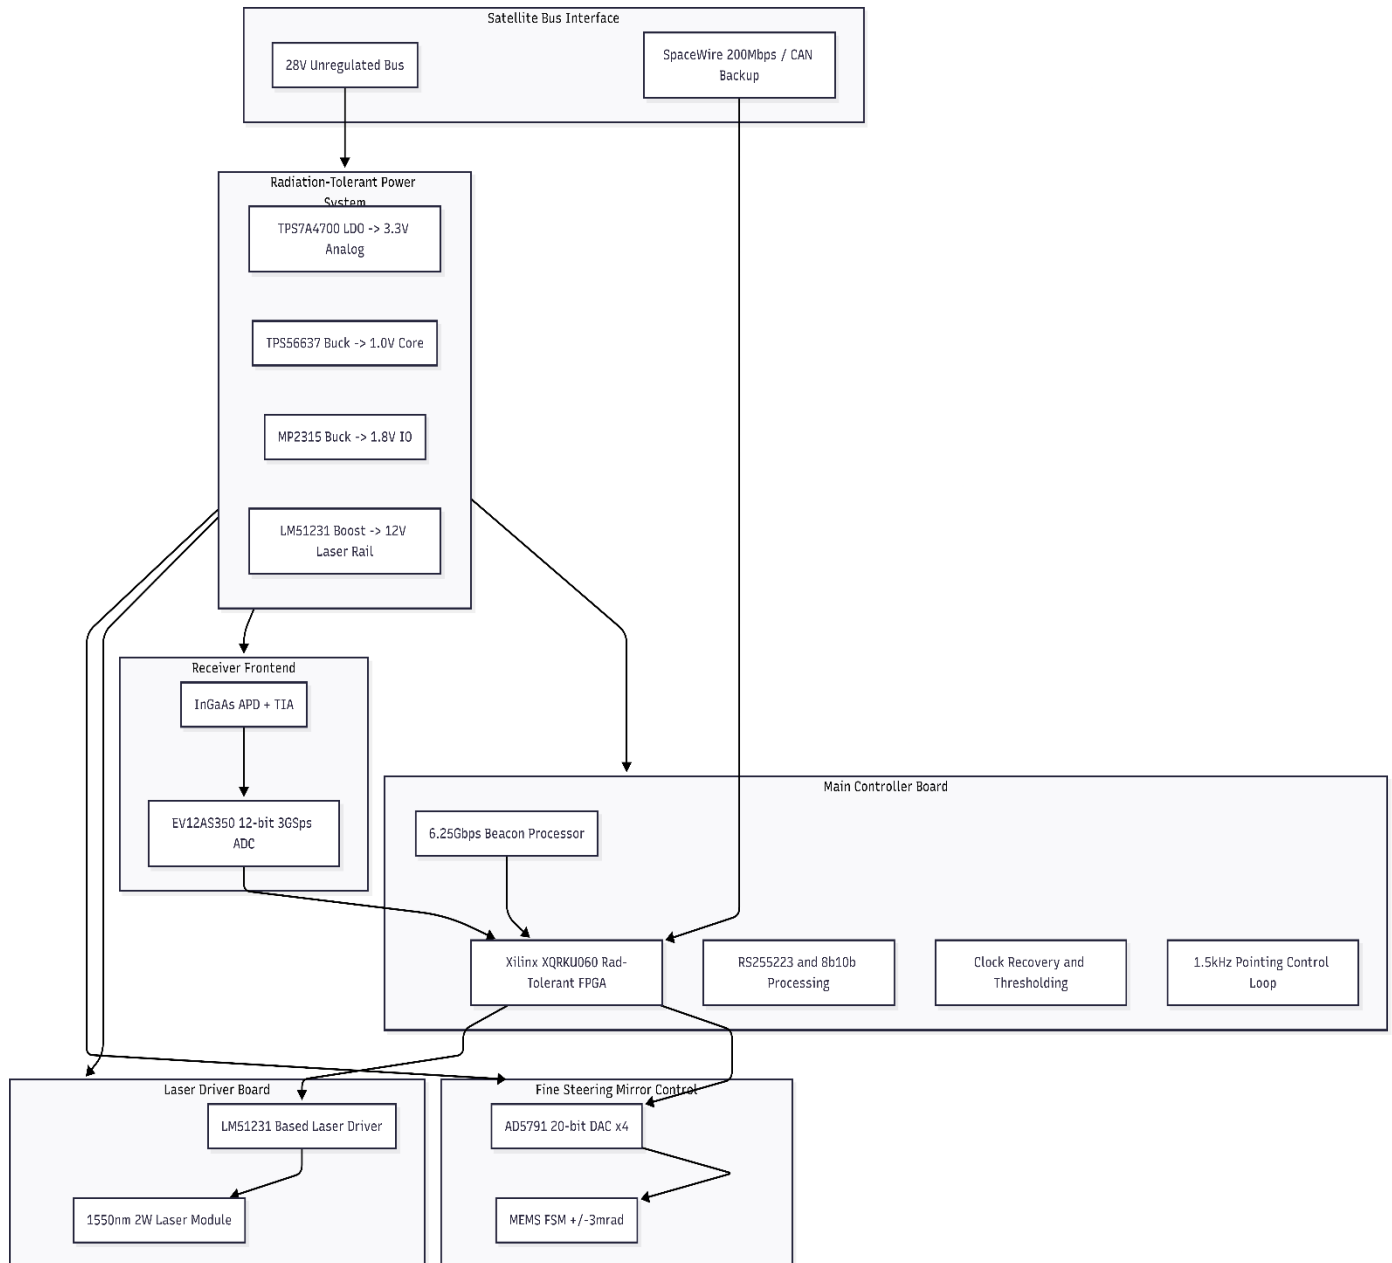 Satellite Bus Interface
28V Unregulated Bus
SpaceWire 200Mbps / CAN
Backup
Radiation-Tolerant Power
System
TPS7A4700 LDO -> 3.3V
Analog
TPS56637 Buck -> 1.0V Core
MP2315 Buck -> 1.8V IO
LM51231 Boost -> 12V
Laser Rail
Receiver Frontend
InGaAs APD + TIA
EV12AS350 12-bit 3GSps
ADC
Main Controller Board
6.25Gbps Beacon Processor
Xilinx XQRKU060 Rad-
Tolerant FPGA
RS255223 and 8b10b
Processing
Clock Recovery and
Thresholding
1.5kHz Pointing Control
Loop
Laser Driver Board
LM51231 Based Laser Driver
1550nm 2W Laser Module
Fine Steering Mirror Control
AD5791 20-bit DAC x4
MEMS FSM +/-3mrad